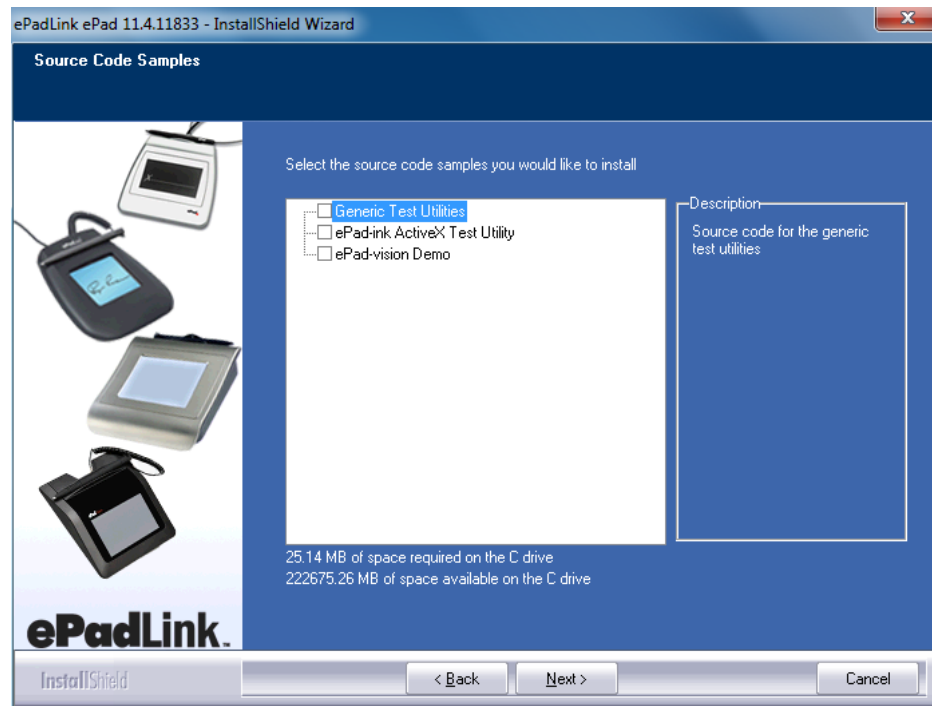 ePadLink ePad 11.4.11833 - InstallShield Wizard
Source Code Samples
Select the source code samples you would like to install
Generic Test Utilities
ePad-ink ActiveX Test Utility
ePad-vision Demo
Description
Source code for the generic
test utilities
25.14 MB of space required on the C drive
222675.26 MB of space available on the C drive
ePadLink™
InstallShield
< Back
Next >
Cancel